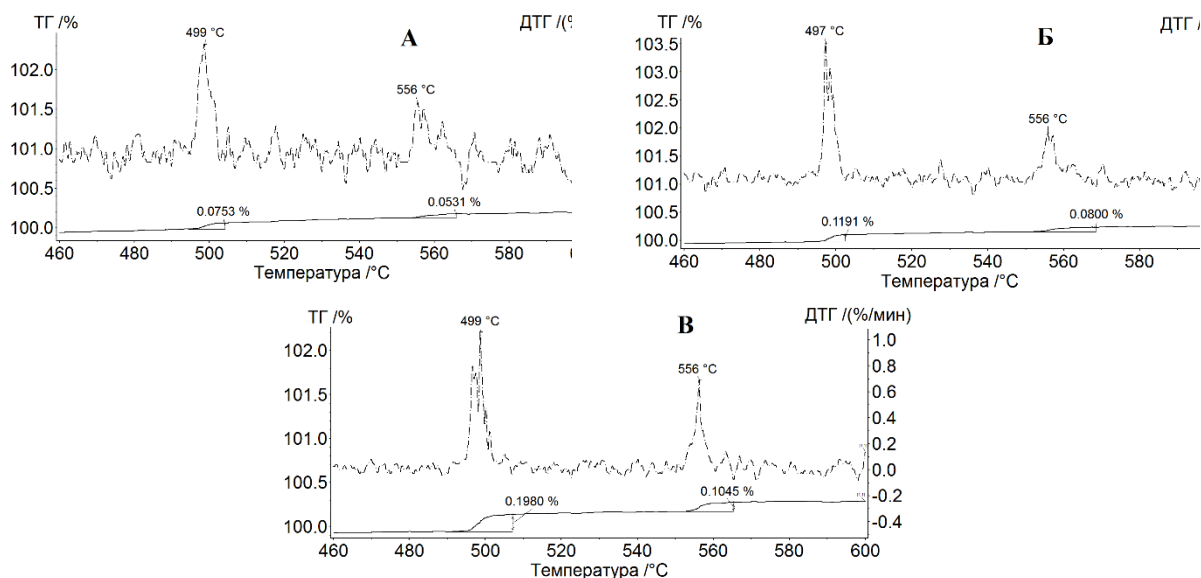 ТГ /%
ДТГ /(%
А
499 °C
556 °C
102.0
101.5
101.0
100.5
100.0
0.0753 %
0.0531 %
460 480 500 520 540 560 580
Температура /°C
ТГ /%
ДТГ /
Б
497 °C
556 °C
103.5
103.0
102.5
102.0
101.5
101.0
100.5
100.0
0.1191 %
0.0800 %
460 480 500 520 540 560 580
Температура /°C
ТГ /%
ДТГ /(%/мин)
В
499 °C
556 °C
102.0
101.5
101.0
100.5
100.0
1.0
0.8
0.6
0.4
0.2
0.0
-0.2
-0.4
0.1980 %
0.1045 %
460 480 500 520 540 560 580 600
Температура /°C